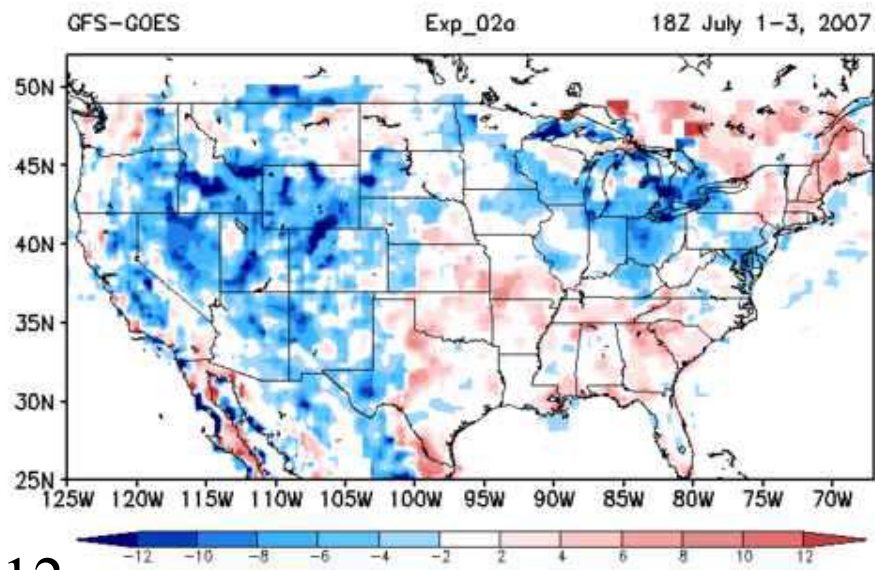 GFS-GOES Exp_02a 18Z July 1-3, 2007
50N
45N
40N
35N
30N
25N
125W 120W 115W 110W 105W 100W 95W 90W 85W 80W 75W 70W
-12 -10 -8 -6 -4 -2 2 4 6 8 10 12
12